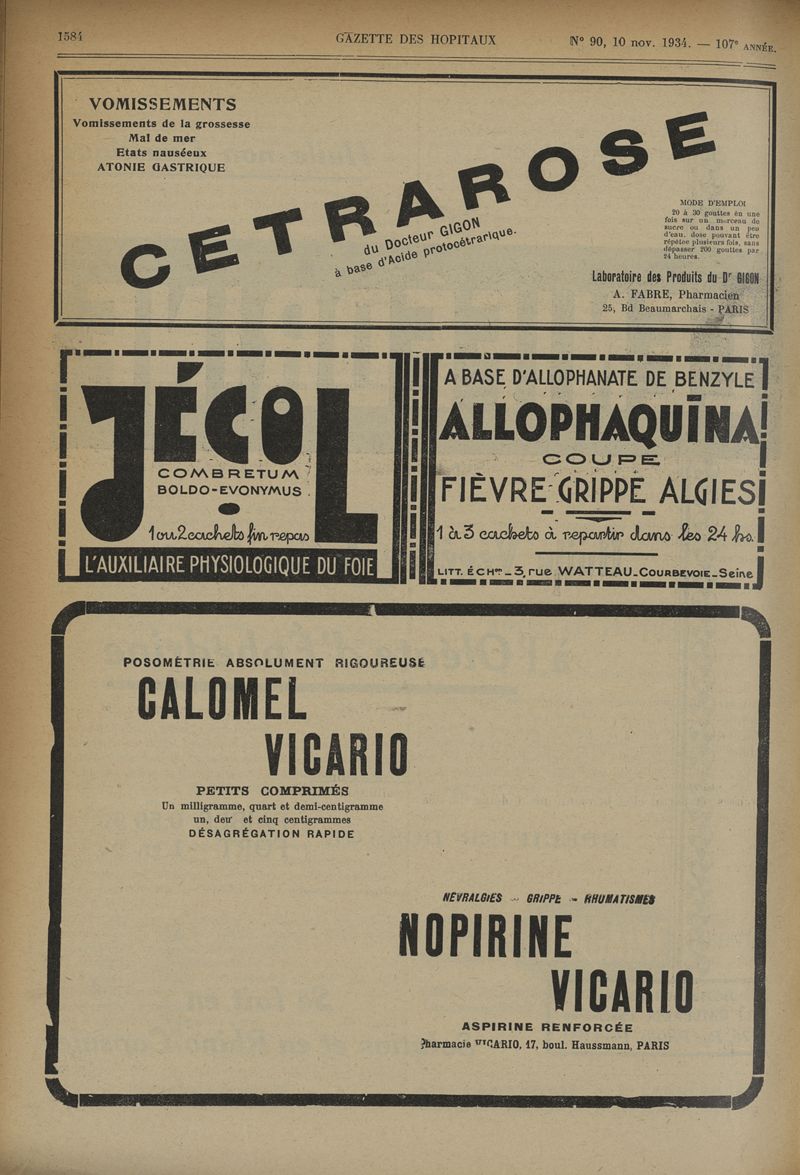 1584
GAZETTE DES HOPITAUX
N° 90, 10 nov. 1934. — 107e ANNÉE.
VOMISSEMENTS
Vomissements de la grossesse
Mal de mer
Etats nauséeux
ATONIE GASTRIQUE
CÉTRAROSE
du Docteur GIGON
à base d'Acide protocétrarique.
MODE D'EMPLOI
20 à 30 gouttes en une
fois sur un morceau de
sucre ou dans un peu
d'eau, dose pouvant être
répétée plusieurs fois, sans
dépasser 200 gouttes par
24 heures.
Laboratoire des Produits du Dr GIGON
A. FABRE, Pharmacien
25, Bd Beaumarchais - PARIS
JÉCOL
COMBRETUM
BOLDO-EVONYMUS
1 ou 2 cachets fin repas
L'AUXILIAIRE PHYSIOLOGIQUE DU FOIE
A BASE D'ALLOPHANATE DE BENZYLE
ALLOPHAQUINA
COUPE
FIÈVRE GRIPPE ALGIES
1 à 3 cachets à repartir dans les 24 hs.
LITT. ÉCHons - 3, rue WATTEAU - COURBEVOIE - Seine
POSOMÉTRIE ABSOLUMENT RIGOUREUSE
CALOMEL
VICARIO
PETITS COMPRIMÉS
Un milligramme, quart et demi-centigramme
un, deux et cinq centigrammes
DÉSAGRÉGATION RAPIDE
NÉVRALGIES - GRIPPE - RHUMATISMES
NOPIRINE
VICARIO
ASPIRINE RENFORCÉE
Pharmacie VICARIO, 17, boul. Haussmann, PARIS